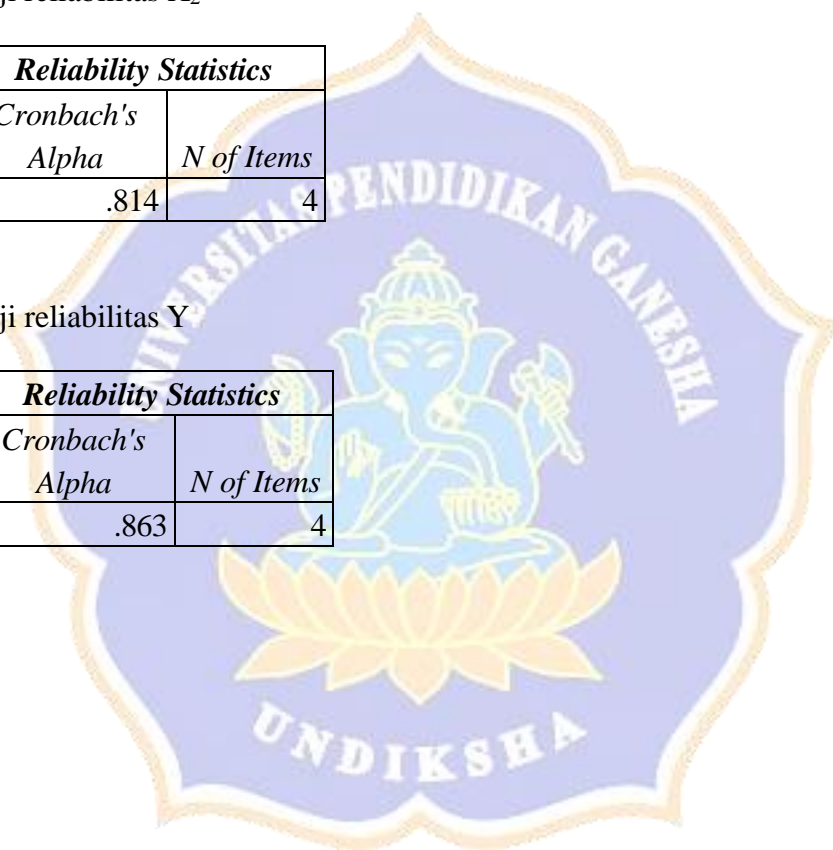 ji reliabilitas X₂
Reliability Statistics
Cronbach's
Alpha
N of Items
.814
4
ji reliabilitas Y
Reliability Statistics
Cronbach's
Alpha
N of Items
.863
4
UNIVERSITAS PENDIDIKAN GANESHA
UNDIKSHA